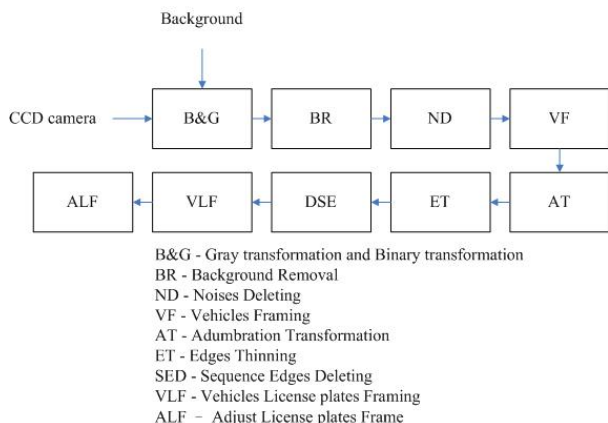 Background
CCD camera
B&G
BR
ND
VF
ALF
VLF
DSE
ET
AT
B&G - Gray transformation and Binary transformation
BR - Background Removal
ND - Noises Deleting
VF - Vehicles Framing
AT - Adumbration Transformation
ET - Edges Thinning
SED - Sequence Edges Deleting
VLF - Vehicles License plates Framing
ALF – Adjust License plates Frame